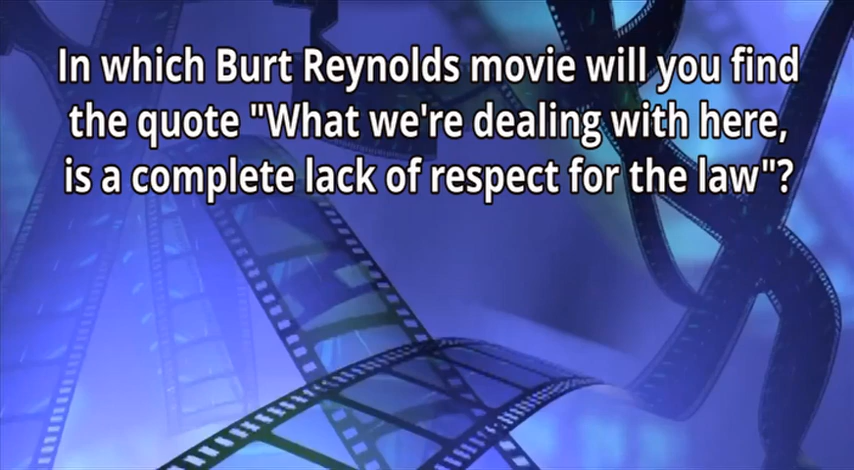 In which Burt Reynolds movie will you find
the quote "What we're dealing with here,
is a complete lack of respect for the law"?